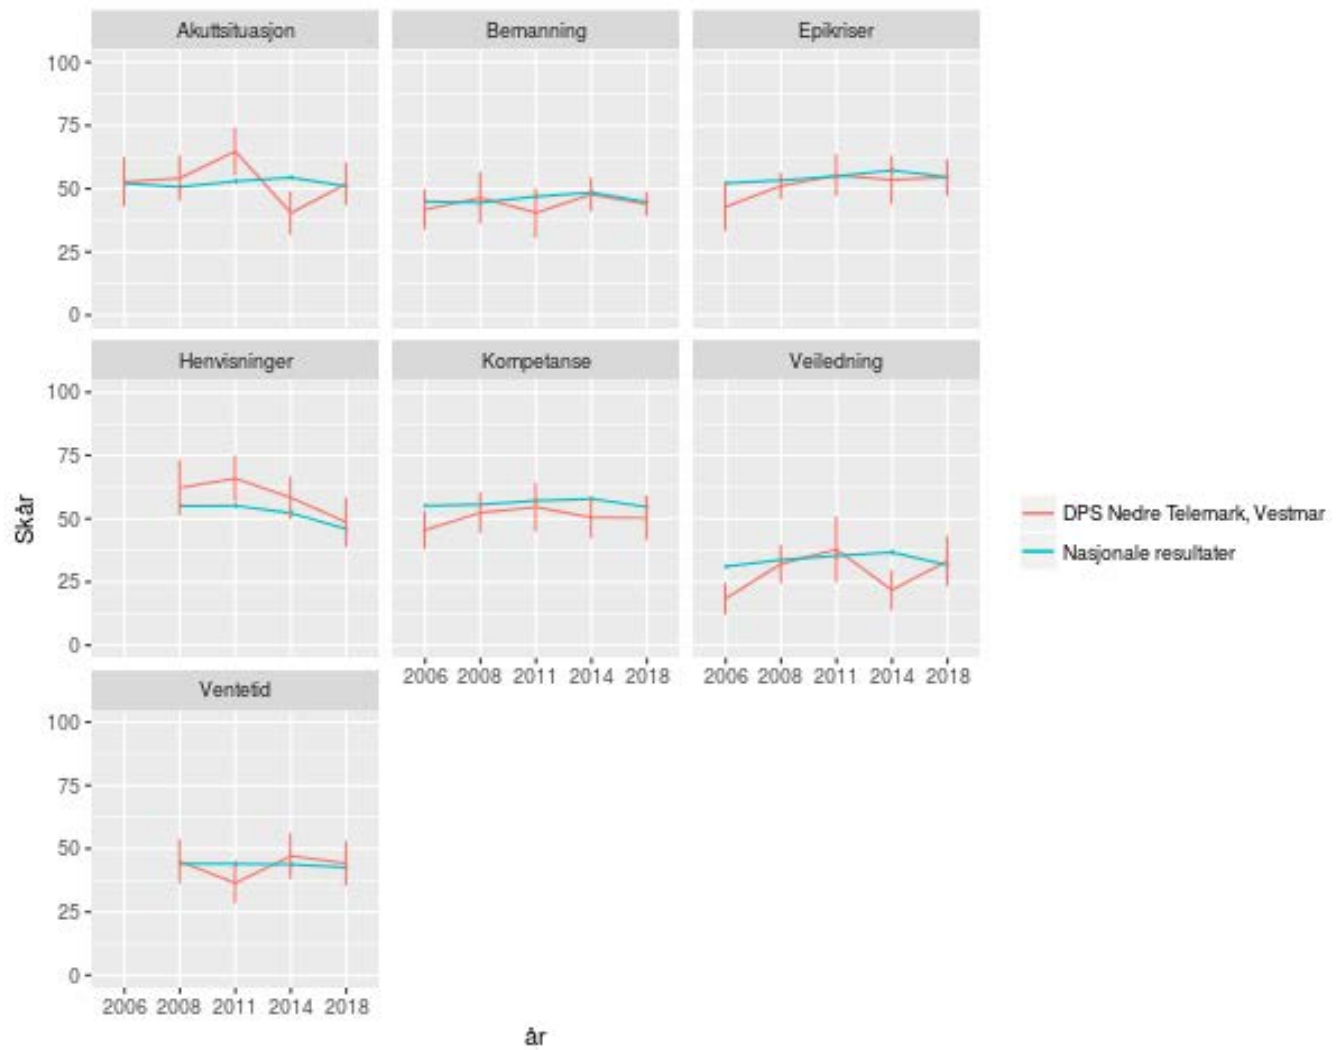 Akuttsituasjon Bemanning Epikriser
100
75
50
25
0
Henvisninger Kompetanse Veiledning
100
75
50
25
0
Skår
DPS Nedre Telemark, Vestmar
Nasjonale resultater
2006 2008 2011 2014 2018 2006 2008 2011 2014 2018
Ventetid
100
75
50
25
0
2006 2008 2011 2014 2018
år